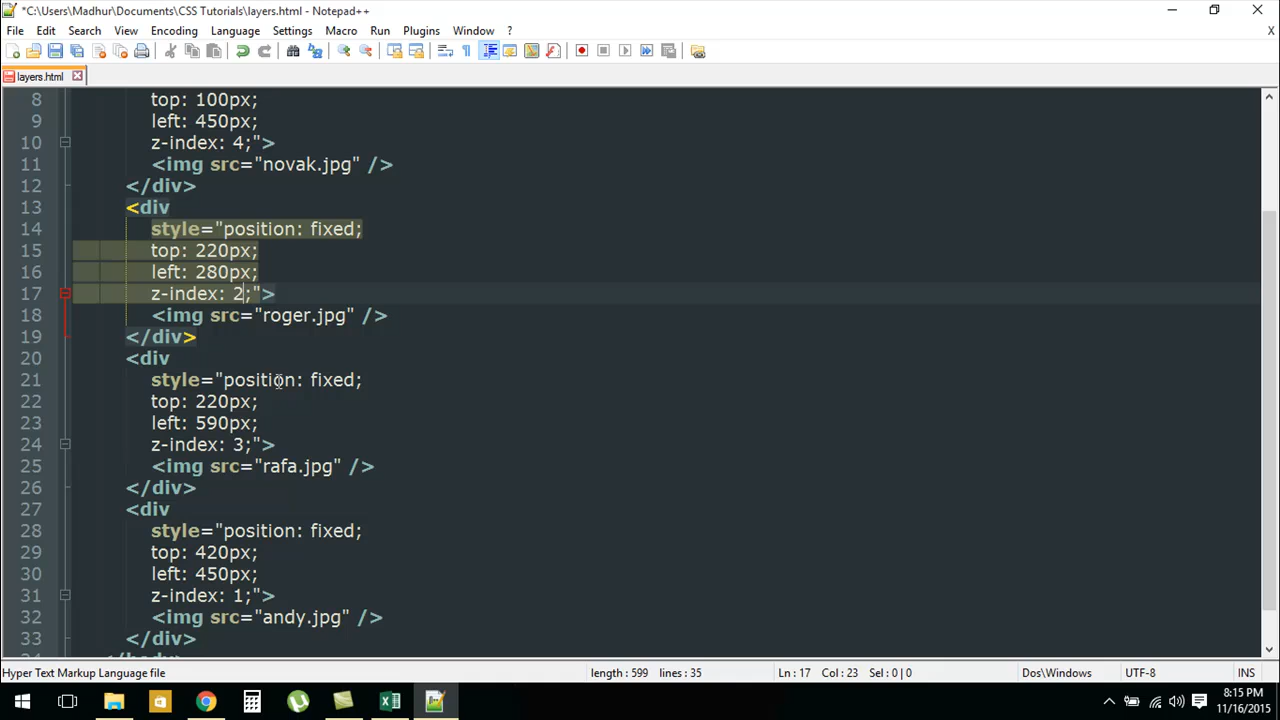 *C:\Users\Madhur\Documents\CSS Tutorials\layers.html - Notepad++
File Edit Search View Encoding Language Settings Macro Run Plugins Window ? X
layers.html
8 top: 100px;
9 left: 450px;
10 z-index: 4;">
11 <img src="novak.jpg" />
12 </div>
13 <div
14 style="position: fixed;
15 top: 220px;
16 left: 280px;
17 z-index: 2;">
18 <img src="roger.jpg" />
19 </div>
20 <div
21 style="position: fixed;
22 top: 220px;
23 left: 590px;
24 z-index: 3;">
25 <img src="rafa.jpg" />
26 </div>
27 <div
28 style="position: fixed;
29 top: 420px;
30 left: 450px;
31 z-index: 1;">
32 <img src="andy.jpg" />
33 </div>
34 </body>
Hyper Text Markup Language file length : 599 lines : 35 Ln : 17 Col : 23 Sel : 0 | 0 Dos\Windows UTF-8 INS
8:15 PM
11/16/2015